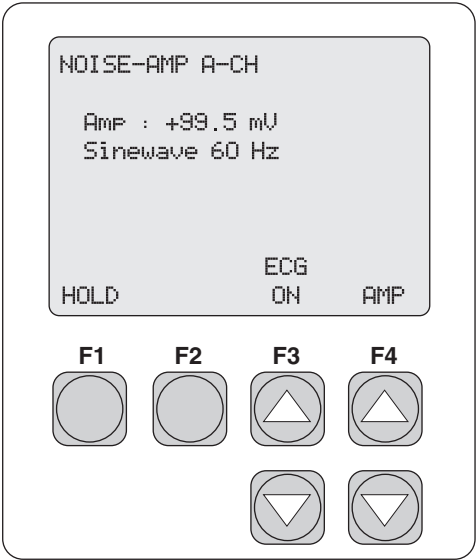 NOISE-AMP A-CH
Amp : +99.5 mV
Sinewave 60 Hz
ECG
HOLD ON AMP
F1 F2 F3 F4